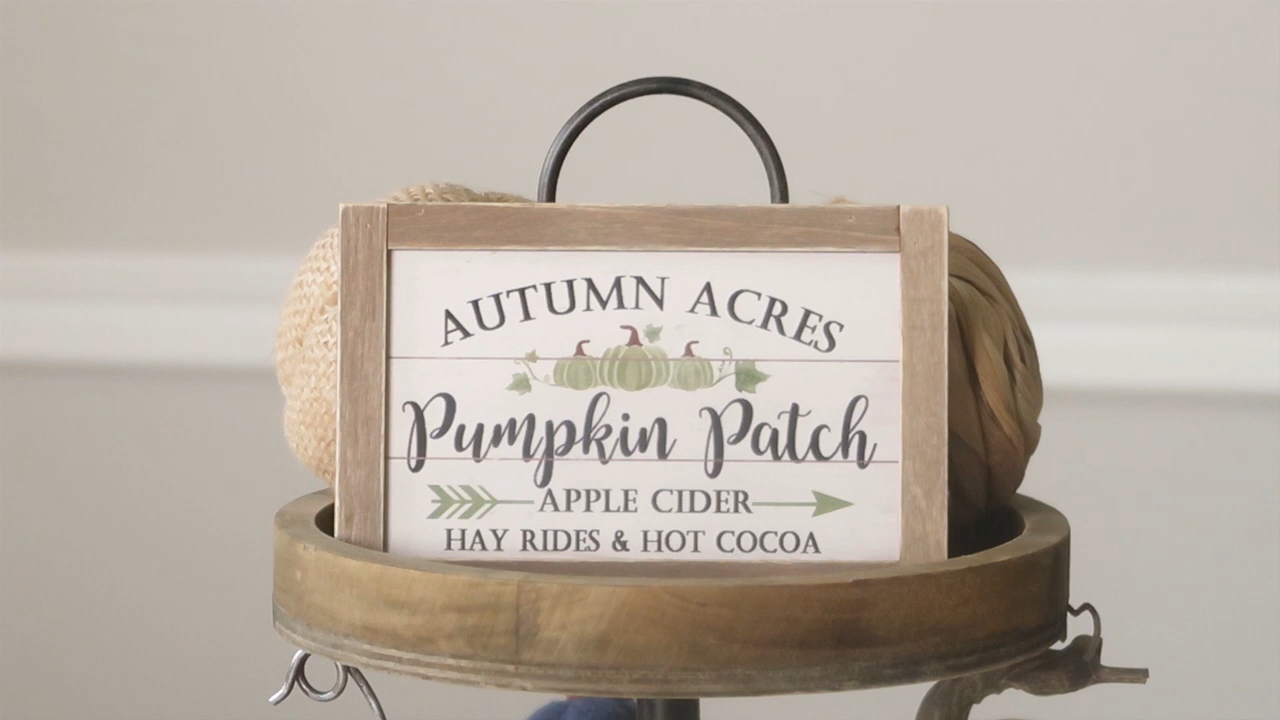 AUTUMN ACRES
Pumpkin Patch
APPLE CIDER
HAY RIDES & HOT COCOA